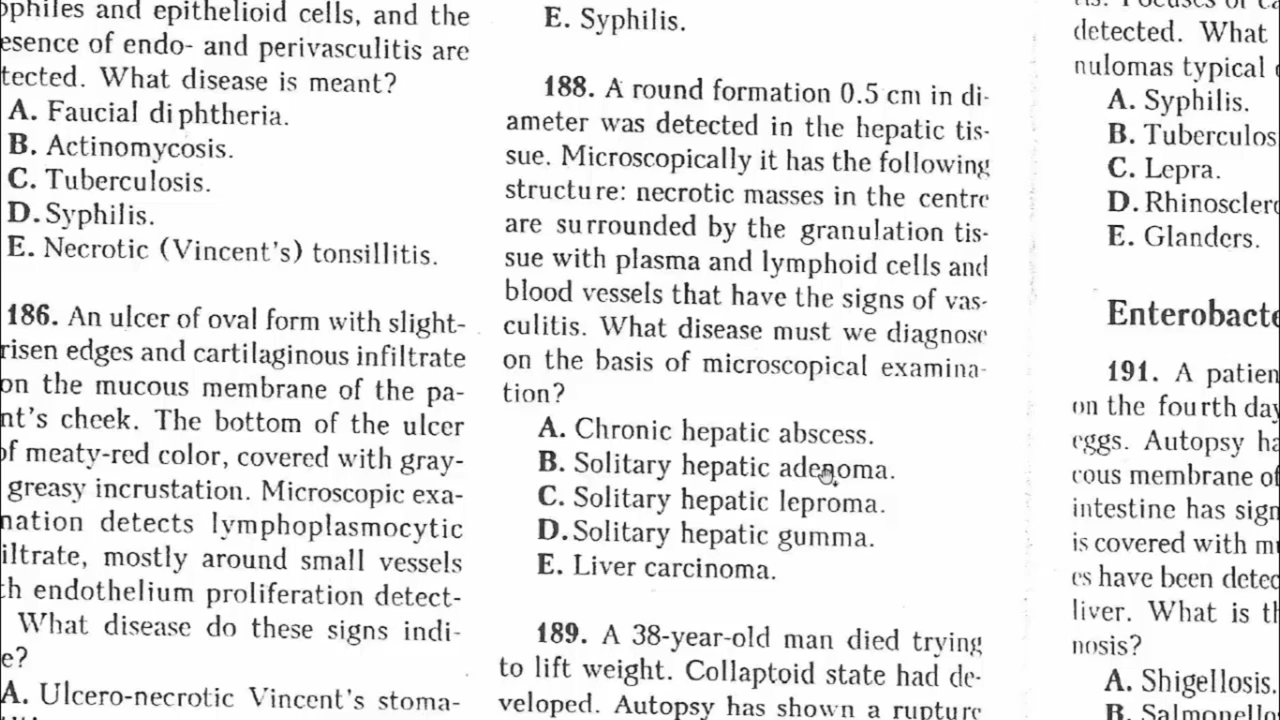 ophiles and epithelioid cells, and the
esence of endo- and perivasculitis are
tected. What disease is meant?
A. Faucial diphtheria.
B. Actinomycosis.
C. Tuberculosis.
D. Syphilis.
E. Necrotic (Vincent's) tonsillitis.
186. An ulcer of oval form with slight-
risen edges and cartilaginous infiltrate
on the mucous membrane of the pa-
nt's cheek. The bottom of the ulcer
of meaty-red color, covered with gray-
greasy incrustation. Microscopic exa-
nation detects lymphoplasmocytic
iltrate, mostly around small vessels
th endothelium proliferation detect-
What disease do these signs indi-
e?
A. Ulcero-necrotic Vincent's stoma-
E. Syphilis.
188. A round formation 0.5 cm in di-
ameter was detected in the hepatic tis-
sue. Microscopically it has the following
structure: necrotic masses in the centre
are surrounded by the granulation tis-
sue with plasma and lymphoid cells and
blood vessels that have the signs of vas-
culitis. What disease must we diagnose
on the basis of microscopical examina-
tion?
A. Chronic hepatic abscess.
B. Solitary hepatic adenoma.
C. Solitary hepatic leproma.
D. Solitary hepatic gumma.
E. Liver carcinoma.
189. A 38-year-old man died trying
to lift weight. Collaptoid state had de-
veloped. Autopsy has shown a rupture
detected. What
nulomas typical
A. Syphilis.
B. Tuberculos
C. Lepra.
D. Rhinosclero
E. Glanders.
Enterobacte
191. A patien
on the fourth day
eggs. Autopsy ha
cous membrane of
intestine has sign
is covered with mu
es have been detec
liver. What is th
nosis?
A. Shigellosis.
B. Salmonello